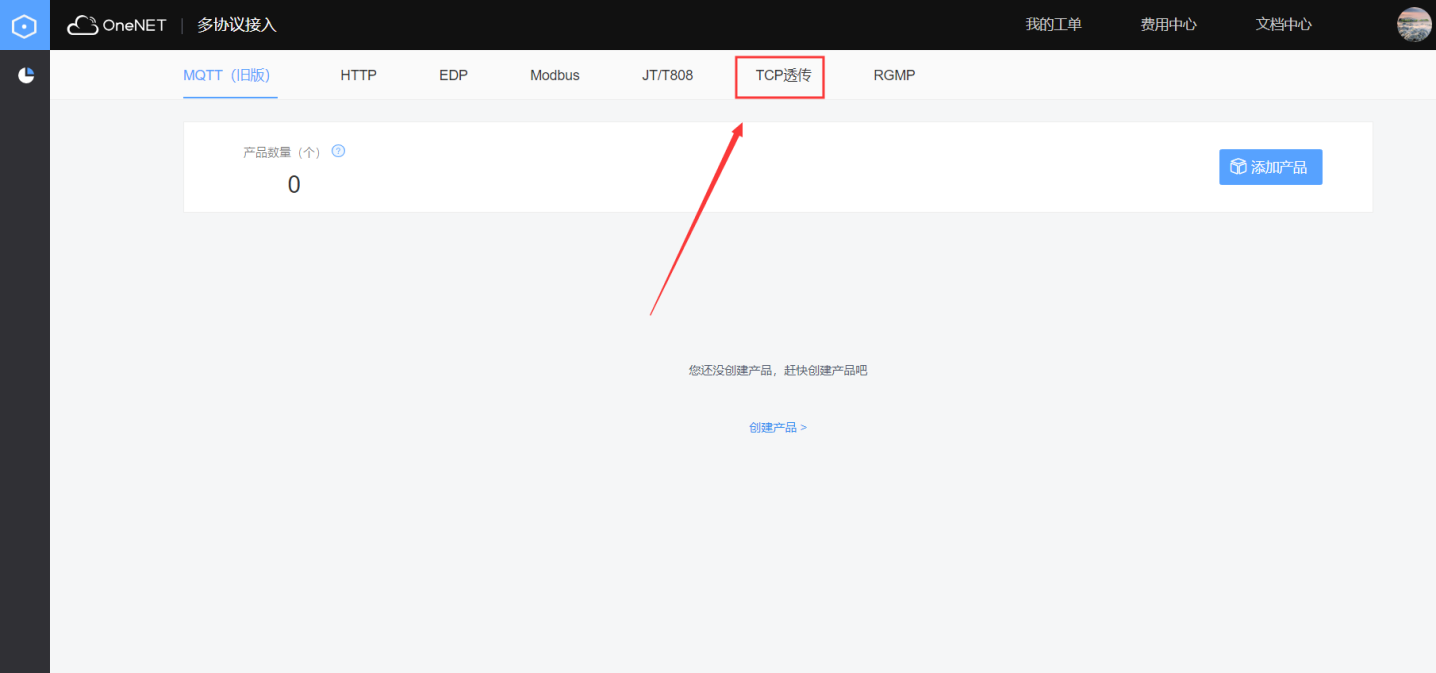 OneNET | 多协议接入 我的工单 费用中心 文档中心
MQTT（旧版） HTTP EDP Modbus JT/T808 TCP透传 RGMP
产品数量（个） ?
0
添加产品
您还没创建产品，赶快创建产品吧
创建产品 >